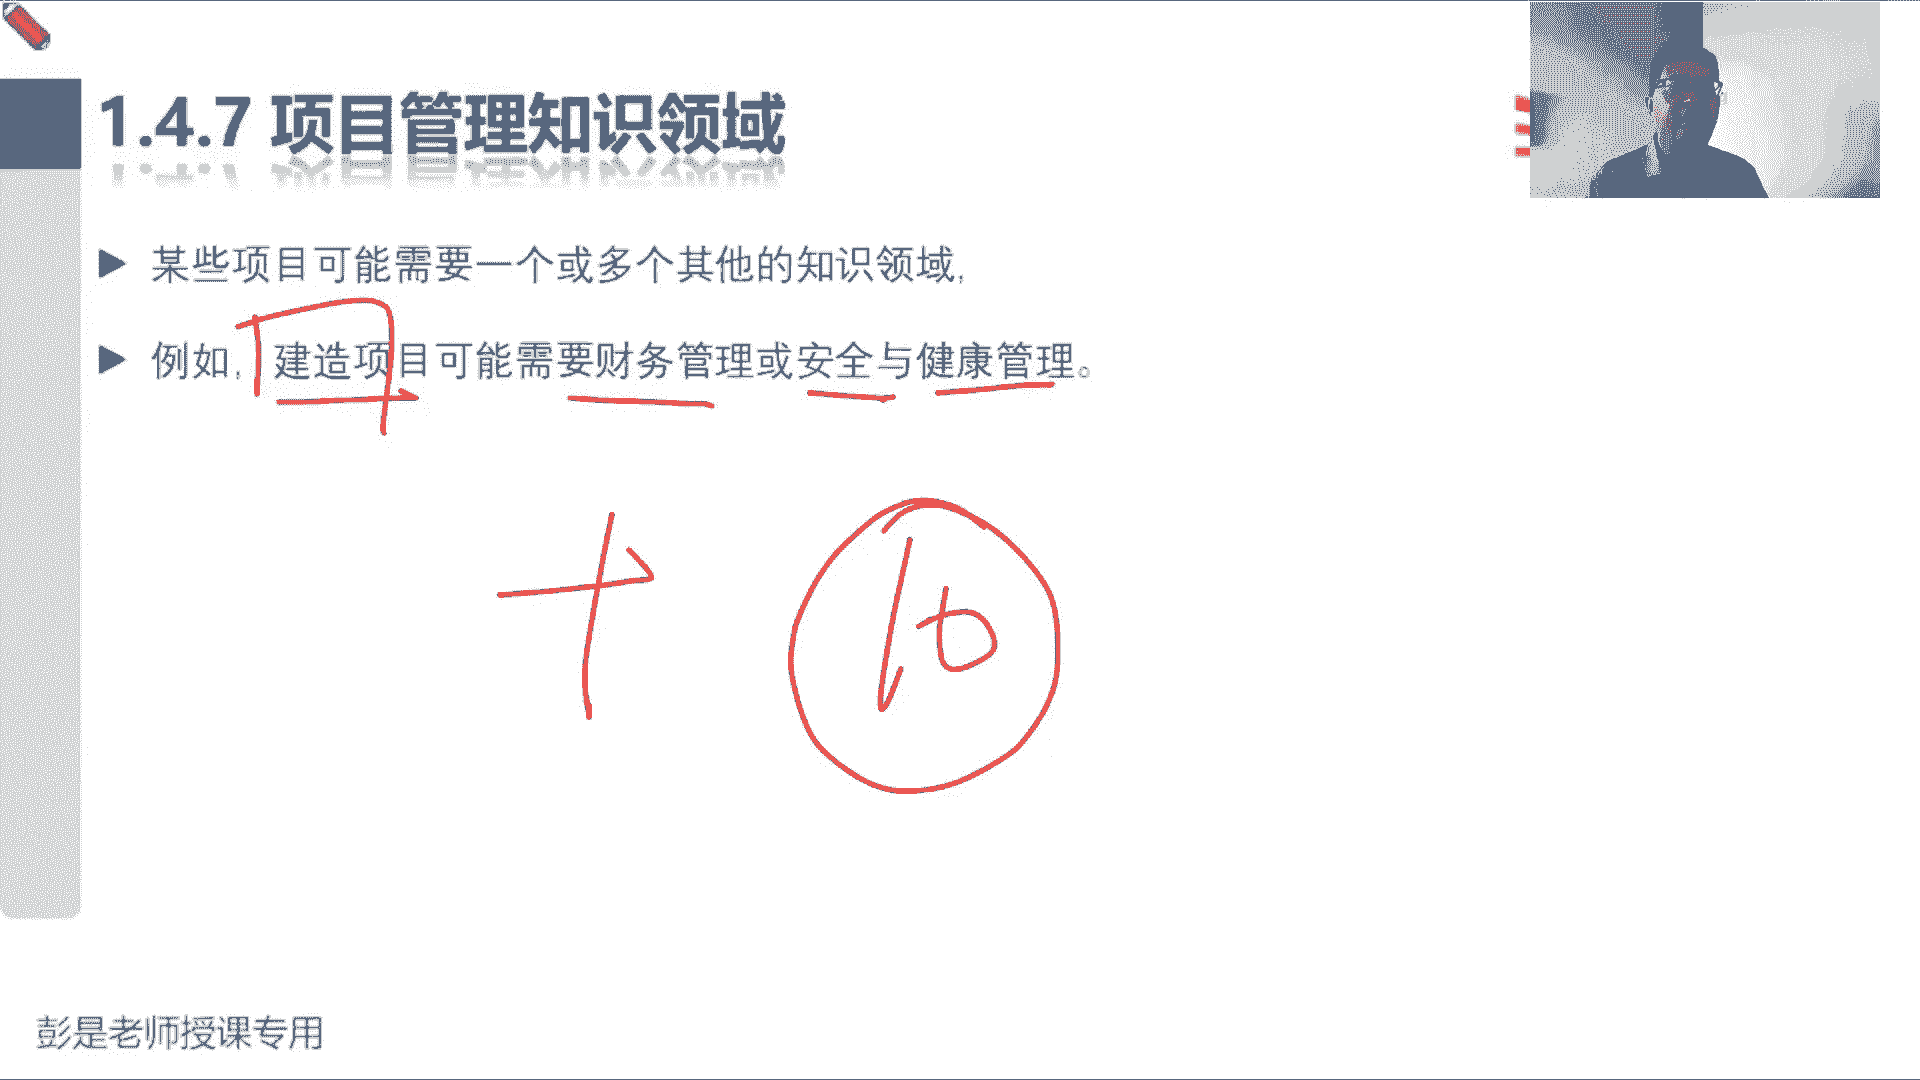 1.4.7 项目管理知识领域
某些项目可能需要一个或多个其他的知识领域,
例如, 建造项目可能需要财务管理或安全与健康管理。
十 10
彭是老师授课专用